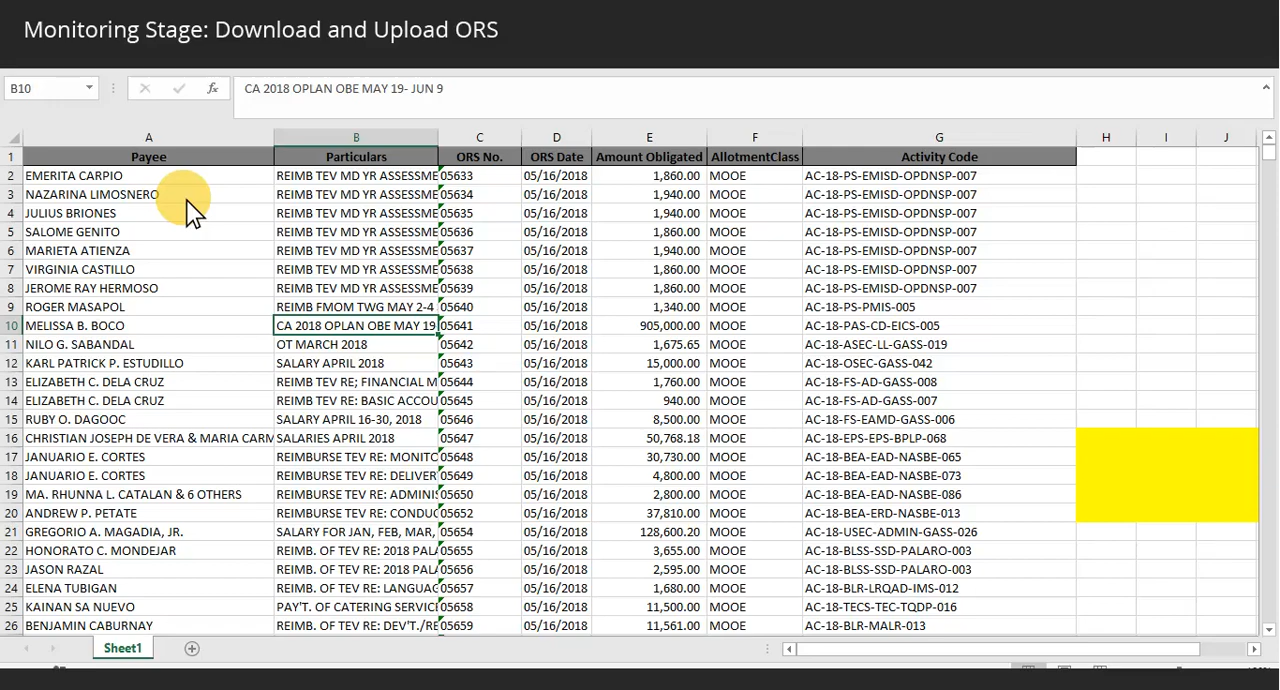 Monitoring Stage: Download and Upload ORS
B10 fx CA 2018 OPLAN OBE MAY 19- JUN 9
A B C D E F G H I J
1 Payee Particulars ORS No. ORS Date Amount Obligated AllotmentClass Activity Code
2 EMERITA CARPIO REIMB TEV MD YR ASSESSME 05633 05/16/2018 1,860.00 MOOE AC-18-PS-EMISD-OPDNSP-007
3 NAZARINA LIMOSNERO REIMB TEV MD YR ASSESSME 05634 05/16/2018 1,940.00 MOOE AC-18-PS-EMISD-OPDNSP-007
4 JULIUS BRIONES REIMB TEV MD YR ASSESSME 05635 05/16/2018 1,940.00 MOOE AC-18-PS-EMISD-OPDNSP-007
5 SALOME GENITO REIMB TEV MD YR ASSESSME 05636 05/16/2018 1,860.00 MOOE AC-18-PS-EMISD-OPDNSP-007
6 MARIETA ATIENZA REIMB TEV MD YR ASSESSME 05637 05/16/2018 1,940.00 MOOE AC-18-PS-EMISD-OPDNSP-007
7 VIRGINIA CASTILLO REIMB TEV MD YR ASSESSME 05638 05/16/2018 1,860.00 MOOE AC-18-PS-EMISD-OPDNSP-007
8 JEROME RAY HERMOSO REIMB TEV MD YR ASSESSME 05639 05/16/2018 1,860.00 MOOE AC-18-PS-EMISD-OPDNSP-007
9 ROGER MASAPOL REIMB FMOM TWG MAY 2-4 05640 05/16/2018 1,340.00 MOOE AC-18-PS-PMIS-005
10 MELISSA B. BOCO CA 2018 OPLAN OBE MAY 19 05641 05/16/2018 905,000.00 MOOE AC-18-PAS-CD-EICS-005
11 NILO G. SABANDAL OT MARCH 2018 05642 05/16/2018 1,675.65 MOOE AC-18-ASEC-LL-GASS-019
12 KARL PATRICK P. ESTUDILLO SALARY APRIL 2018 05643 05/16/2018 15,000.00 MOOE AC-18-OSEC-GASS-042
13 ELIZABETH C. DELA CRUZ REIMB TEV RE; FINANCIAL M 05644 05/16/2018 1,760.00 MOOE AC-18-FS-AD-GASS-008
14 ELIZABETH C. DELA CRUZ REIMB TEV RE: BASIC ACCOU 05645 05/16/2018 940.00 MOOE AC-18-FS-AD-GASS-007
15 RUBY O. DAGOOC SALARY APRIL 16-30, 2018 05646 05/16/2018 8,500.00 MOOE AC-18-FS-EAMD-GASS-006
16 CHRISTIAN JOSEPH DE VERA & MARIA CARM SALARIES APRIL 2018 05647 05/16/2018 50,768.18 MOOE AC-18-EPS-EPS-BPLP-068
17 JANUARIO E. CORTES REIMBURSE TEV RE: MONITO 05648 05/16/2018 30,730.00 MOOE AC-18-BEA-EAD-NASBE-065
18 JANUARIO E. CORTES REIMBURSE TEV RE: DELIVER 05649 05/16/2018 4,800.00 MOOE AC-18-BEA-EAD-NASBE-073
19 MA. RHUNNA L. CATALAN & 6 OTHERS REIMBURSE TEV RE: ADMINIS 05650 05/16/2018 2,800.00 MOOE AC-18-BEA-EAD-NASBE-086
20 ANDREW P. PETATE REIMBURSE TEV RE: CONDUC 05652 05/16/2018 37,810.00 MOOE AC-18-BEA-ERD-NASBE-013
21 GREGORIO A. MAGADIA, JR. SALARY FOR JAN, FEB, MAR, 05654 05/16/2018 128,600.20 MOOE AC-18-USEC-ADMIN-GASS-026
22 HONORATO C. MONDEJAR REIMB. OF TEV RE: 2018 PALA 05655 05/16/2018 3,655.00 MOOE AC-18-BLSS-SSD-PALARO-003
23 JASON RAZAL REIMB. OF TEV RE: 2018 PALA 05656 05/16/2018 2,595.00 MOOE AC-18-BLSS-SSD-PALARO-003
24 ELENA TUBIGAN REIMB. OF TEV RE: LANGUAG 05657 05/16/2018 1,680.00 MOOE AC-18-BLR-LRQAD-IMS-012
25 KAINAN SA NUEVO PAY'T. OF CATERING SERVICE 05658 05/16/2018 11,500.00 MOOE AC-18-TECS-TEC-TQDP-016
26 BENJAMIN CABURNAY REIMB. OF TEV RE: DEV'T./RE 05659 05/16/2018 11,561.00 MOOE AC-18-BLR-MALR-013
Sheet1